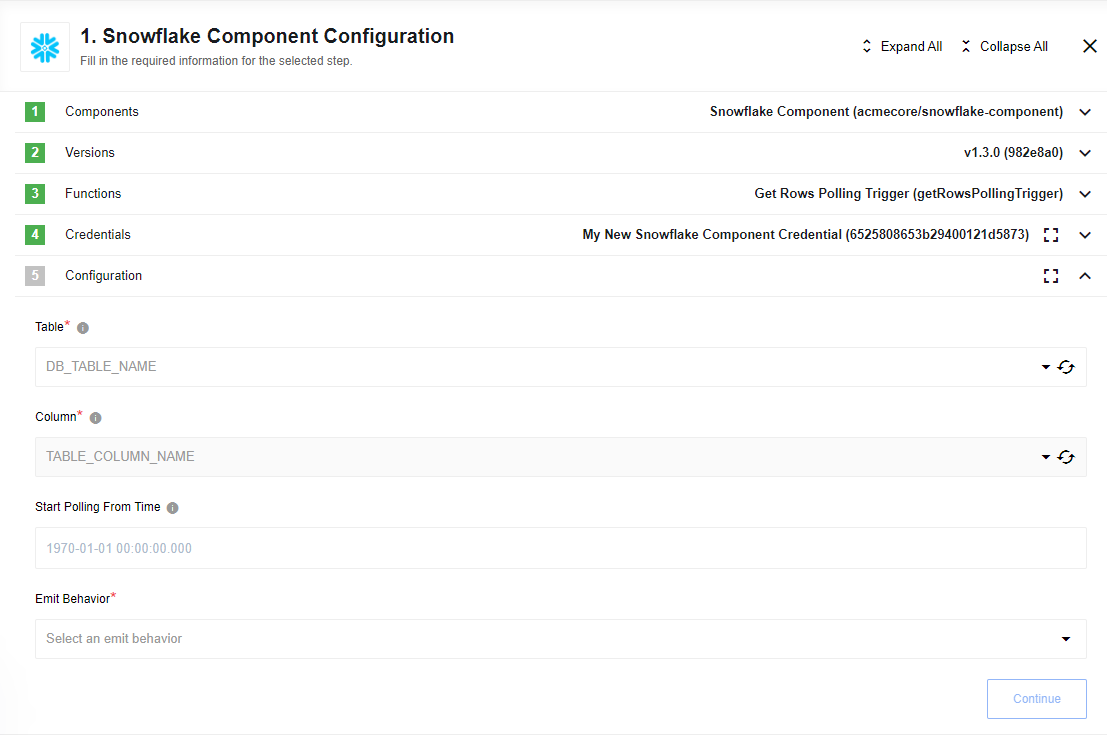 1. Snowflake Component Configuration
Fill in the required information for the selected step.
Expand All
Collapse All
1 Components Snowflake Component (acmecore/snowflake-component)
2 Versions v1.3.0 (982e8a0)
3 Functions Get Rows Polling Trigger (getRowsPollingTrigger)
4 Credentials My New Snowflake Component Credential (6525808653b29400121d5873)
5 Configuration
Table*
DB_TABLE_NAME
Column*
TABLE_COLUMN_NAME
Start Polling From Time
1970-01-01 00:00:00.000
Emit Behavior*
Select an emit behavior
Continue